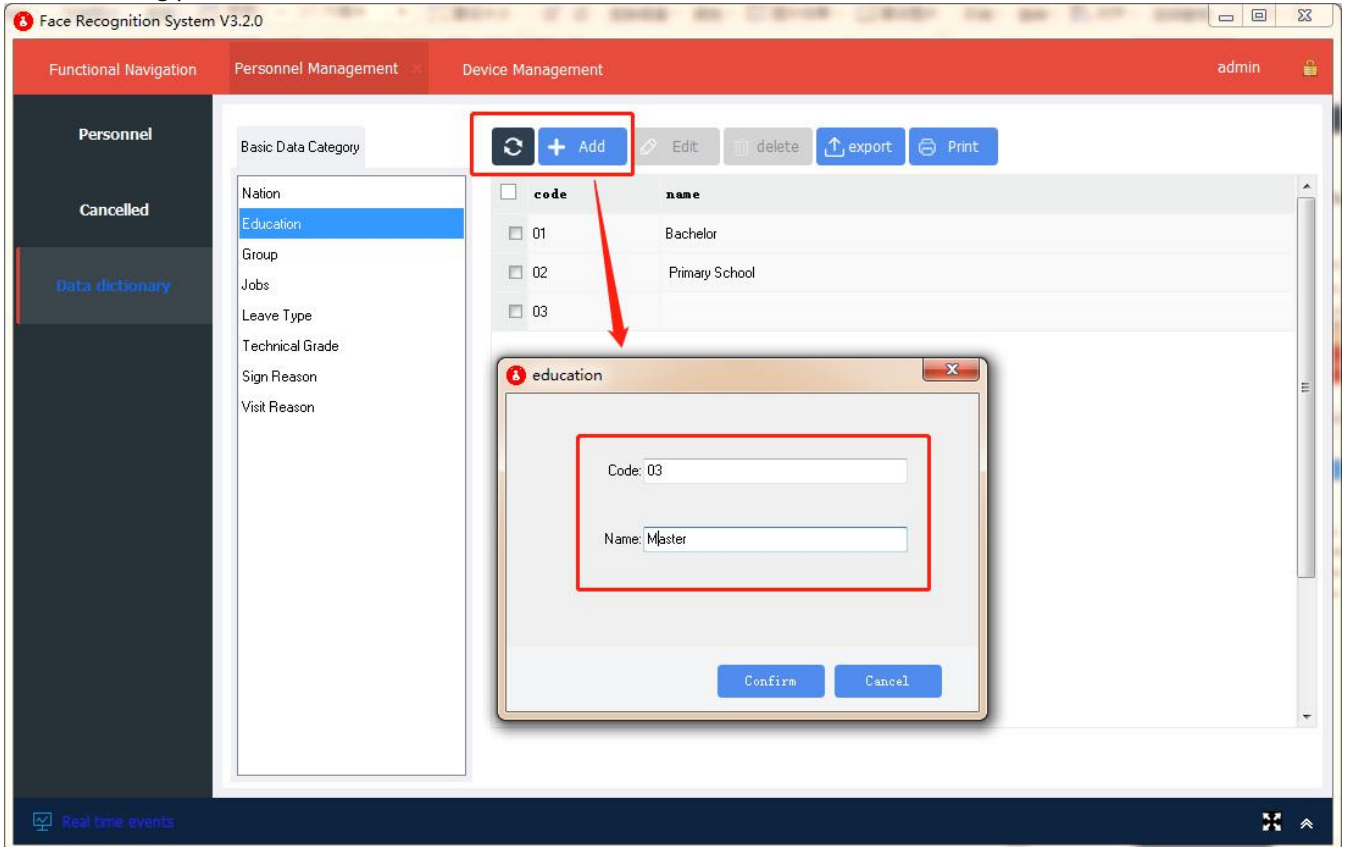 Face Recognition System V3.2.0
Functional Navigation Personnel Management Device Management admin
Personnel
Cancelled
Data dictionary
Basic Data Category
Nation
Education
Group
Jobs
Leave Type
Technical Grade
Sign Reason
Visit Reason
Add Edit delete export Print
code name
01 Bachelor
02 Primary School
03
education
Code: 03
Name: Master
Confirm Cancel
Real time events